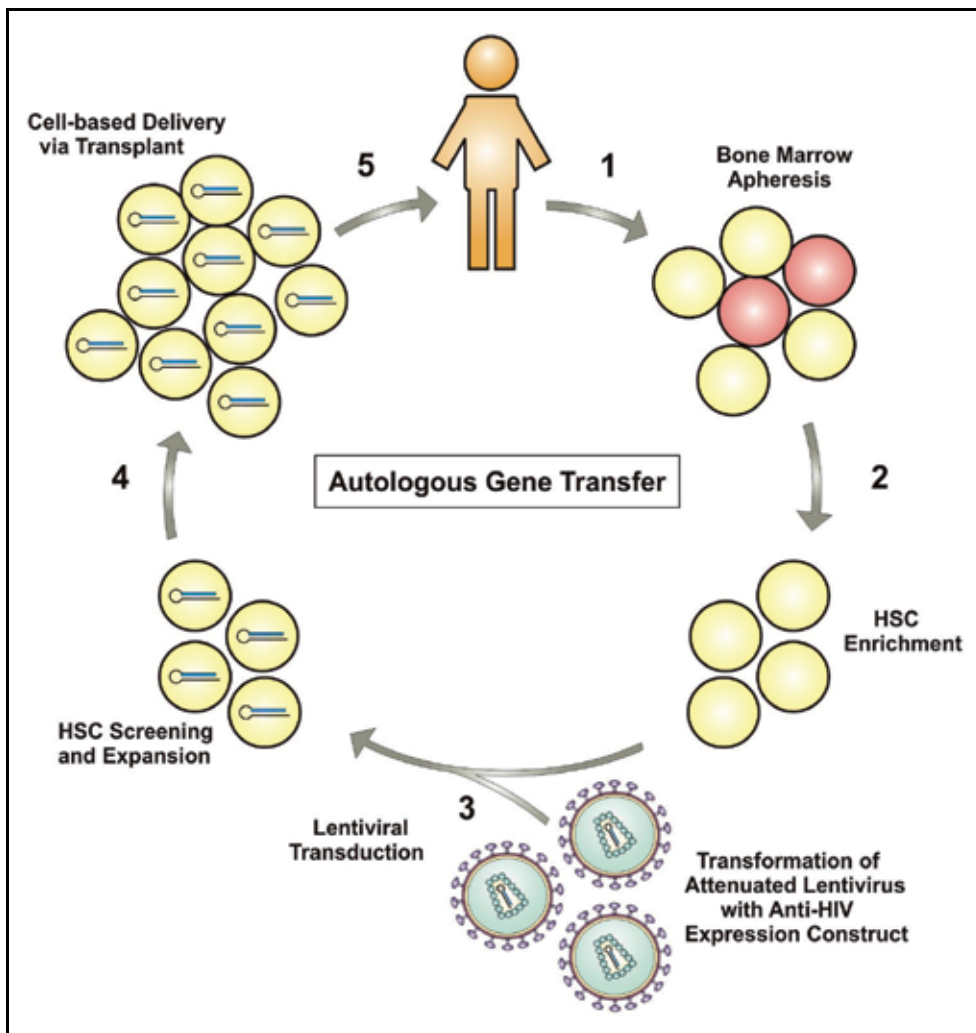 Cell-based Delivery
via Transplant
5
1
Bone Marrow
Apheresis
Autologous Gene Transfer
4
2
HSC
Enrichment
HSC Screening
and Expansion
3
Lentiviral
Transduction
Transformation of
Attenuated Lentivirus
with Anti-HIV
Expression Construct